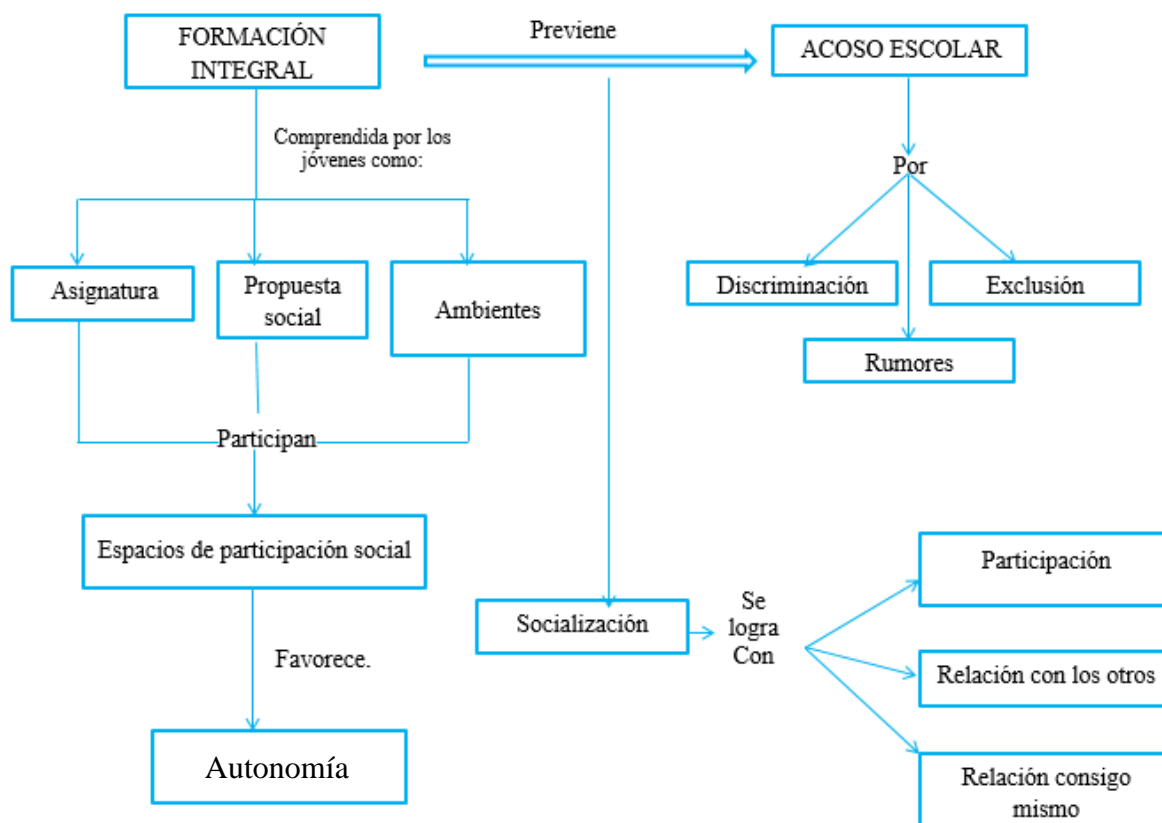 FORMACIÓN
INTEGRAL
Previene
ACOSO ESCOLAR
Comprendida por los
jóvenes como:
Por
Asignatura
Propuesta
social
Ambientes
Discriminación
Exclusión
Rumores
Participan
Espacios de participación social
Participación
Socialización
Se
logra
Con
Favorece.
Relación con los otros
Autonomía
Relación consigo
mismo